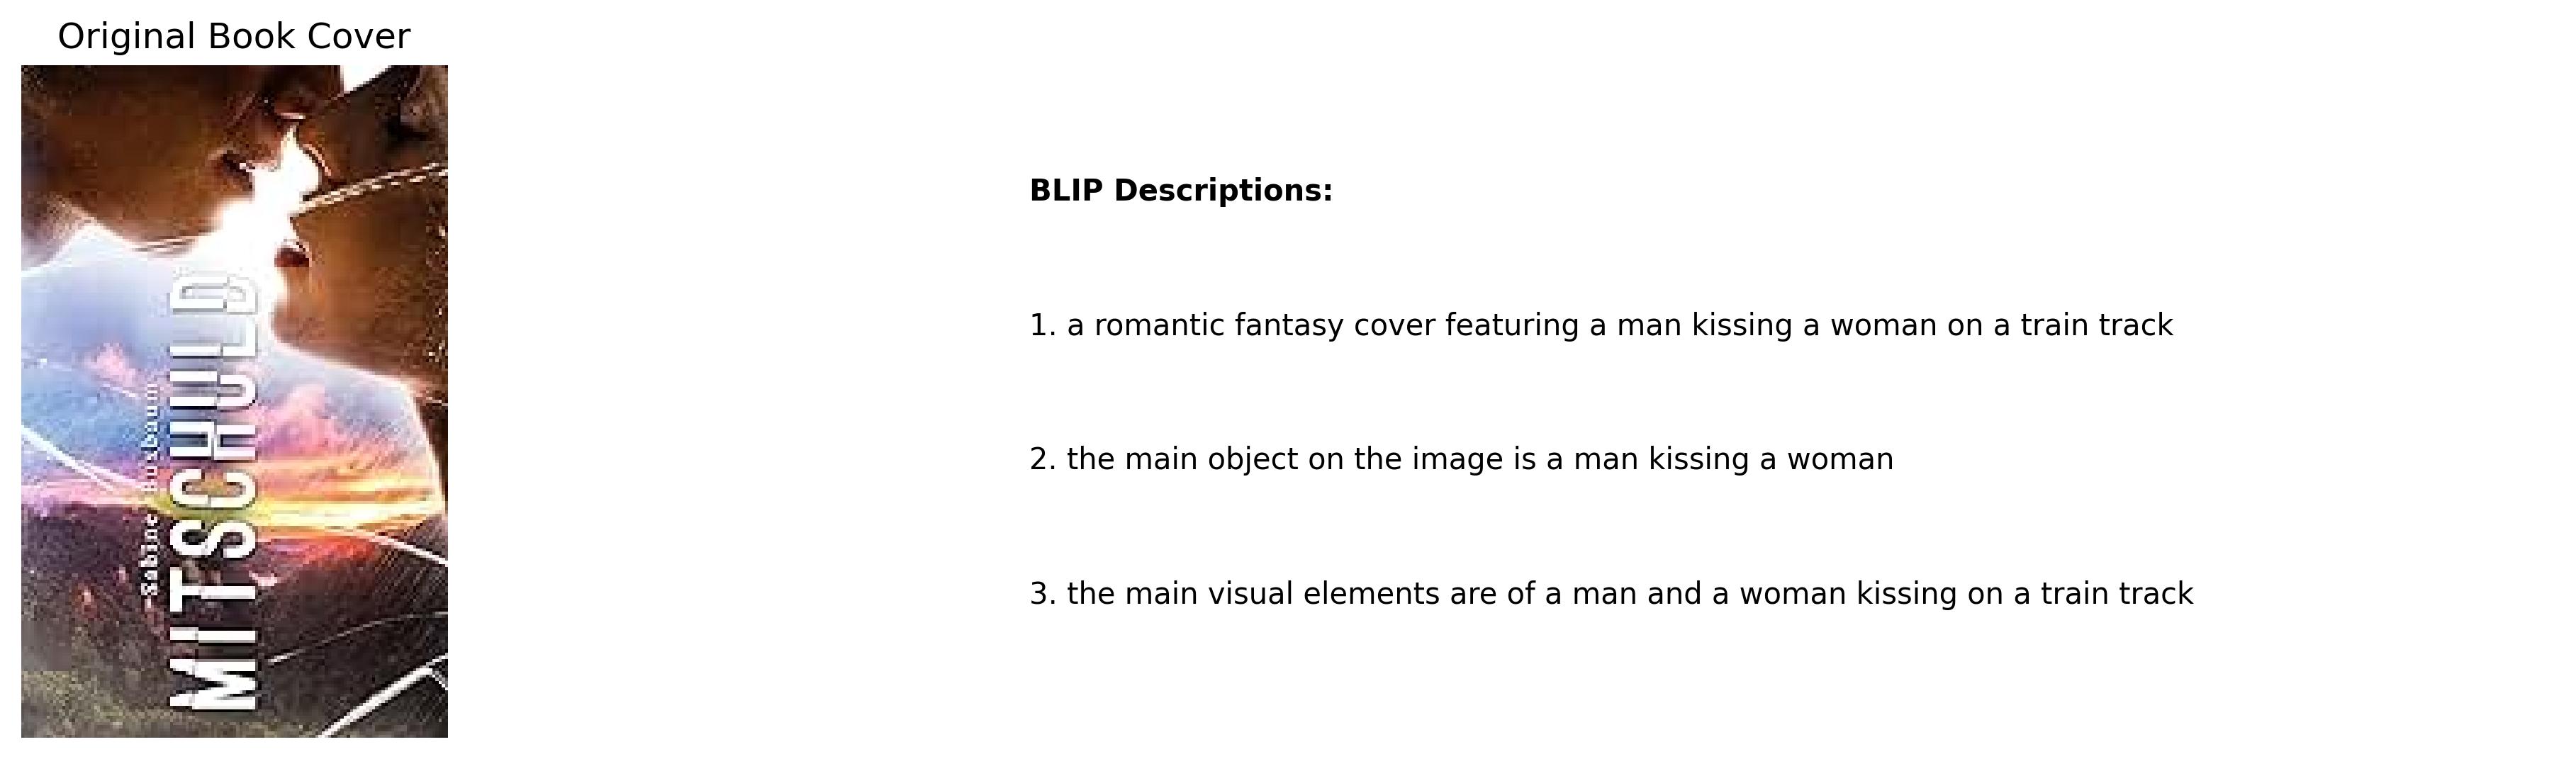 Original Book Cover
Sabine Bu
MITSCHULD
BLIP Descriptions:
1. a romantic fantasy cover featuring a man kissing a woman on a train track
2. the main object on the image is a man kissing a woman
3. the main visual elements are of a man and a woman kissing on a train track